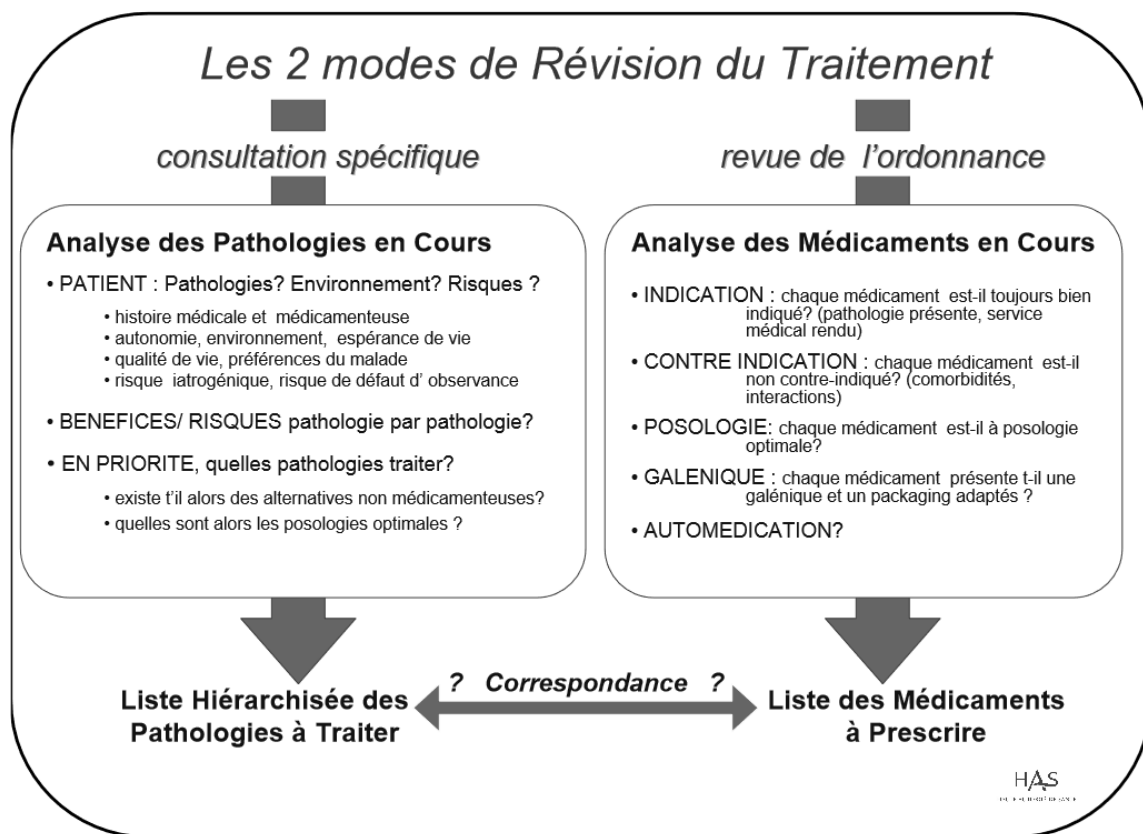 Les 2 modes de Révision du Traitement
consultation spécifique
Analyse des Pathologies en Cours
• PATIENT : Pathologies? Environnement? Risques ?
• histoire médicale et médicamenteuse
• autonomie, environnement, espérance de vie
• qualité de vie, préférences du malade
• risque iatrogénique, risque de défaut d' observance
• BENEFICES/ RISQUES pathologie par pathologie?
• EN PRIORITE, quelles pathologies traiter?
• existe t'il alors des alternatives non médicamenteuses?
• quelles sont alors les posologies optimales ?
Liste Hiérarchisée des
Pathologies à Traiter
revue de l'ordonnance
Analyse des Médicaments en Cours
• INDICATION : chaque médicament est-il toujours bien
indiqué? (pathologie présente, service
médical rendu)
• CONTRE INDICATION : chaque médicament est-il
non contre-indiqué? (comorbidités,
interactions)
• POSOLOGIE: chaque médicament est-il à posologie
optimale?
• GALENIQUE : chaque médicament présente t-il une
galénique et un packaging adaptés ?
• AUTOMEDICATION?
Liste des Médicaments
à Prescrire
? Correspondance ?
HAS